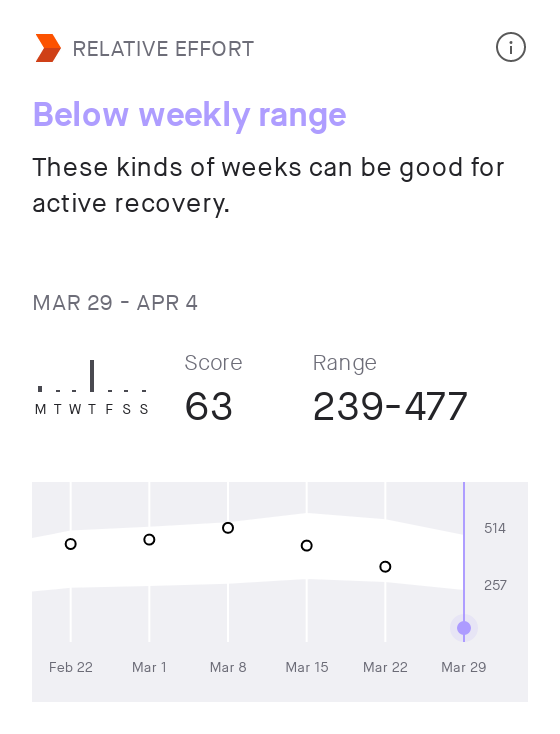 RELATIVE EFFORT
Below weekly range
These kinds of weeks can be good for
active recovery.
MAR 29 - APR 4
Score Range
63 239-477
M T W T F S S
514
257
Feb 22 Mar 1 Mar 8 Mar 15 Mar 22 Mar 29